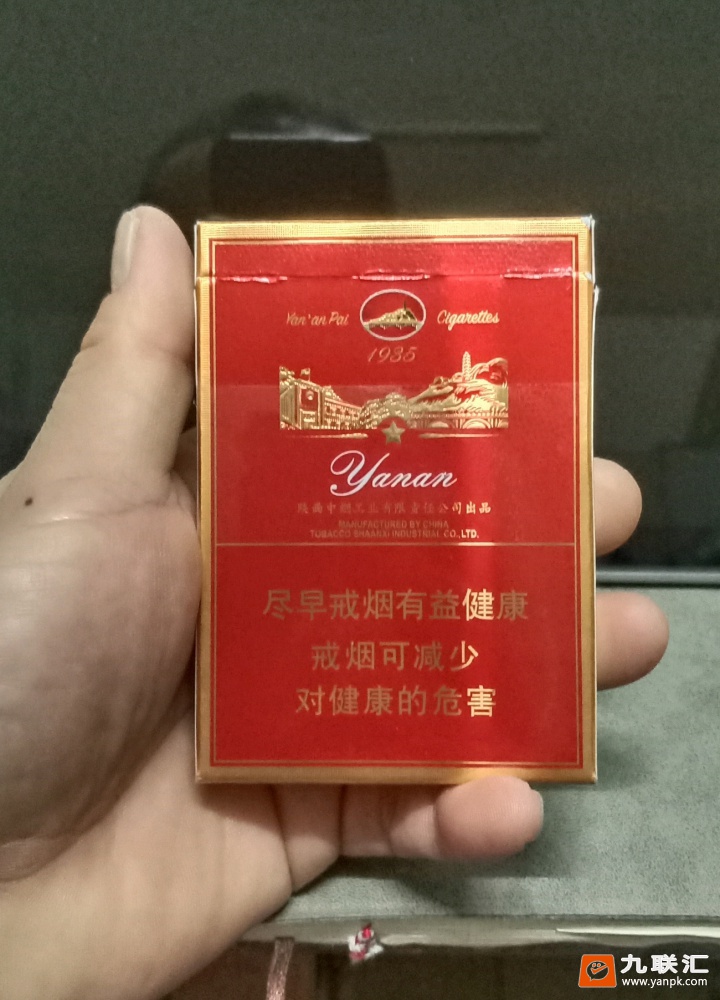 Yan'an Pai Cigarettes
1935
Yanan
陕西中烟工业有限责任公司出品
MANUFACTURED BY CHINA
TOBACCO SHAANXI INDUSTRIAL CO.,LTD.
尽早戒烟有益健康
戒烟可减少
对健康的危害
九联汇
www.yanpk.com